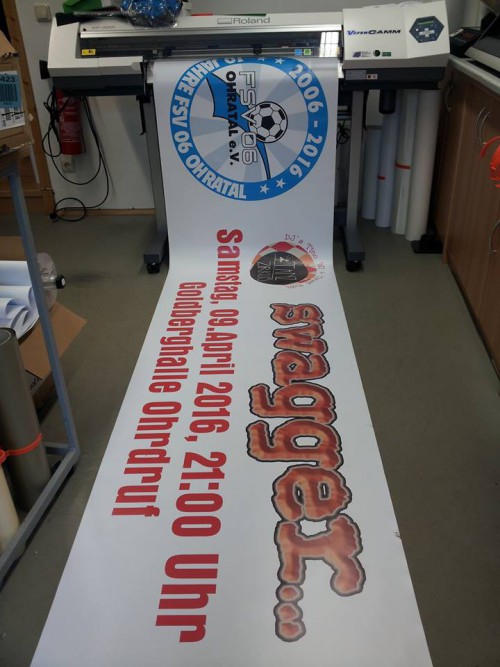 Roland
VersaCAMM
2006 - 2016
10 JAHRE FSV 06 OHRATAL
FSV 06
OHRATAL e.V.
swagger...
Samstag, 09.April 2016, 21:00 Uhr
Goldberghalle Ohrdruf